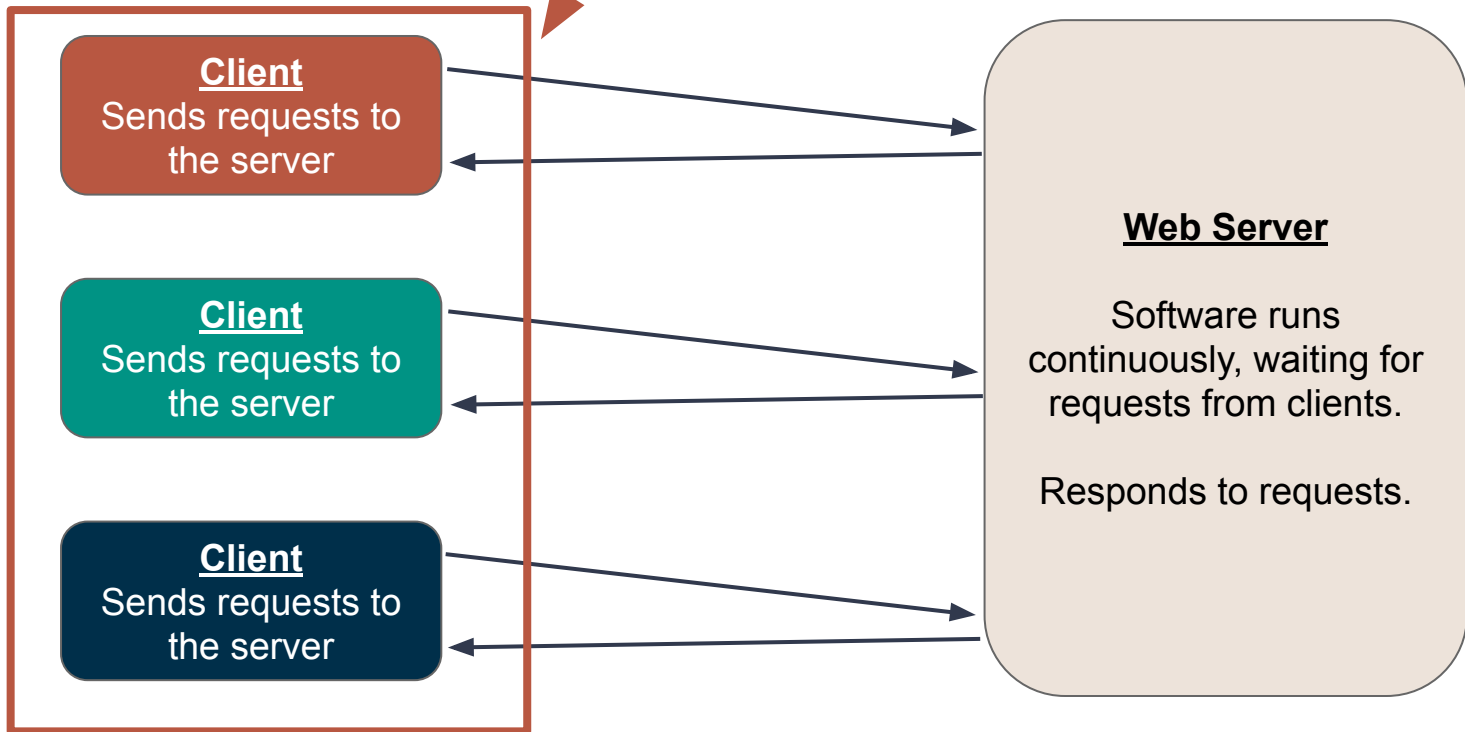 Client
Sends requests to
the server
Client
Sends requests to
the server
Client
Sends requests to
the server
Web Server
Software runs
continuously, waiting for
requests from clients.
Responds to requests.